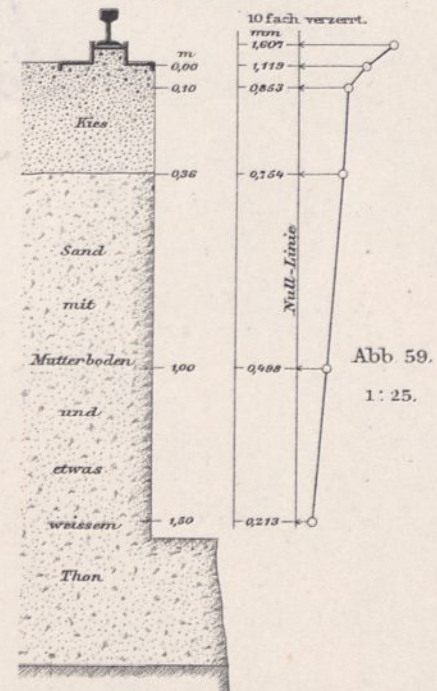 10 fach verzerrt.
m
mm
1,607
0,00
1,119
0,10
0,853
Kies
0,36
0,754
Sand
mit
Mutterboden
und
etwas
weissem
Thon
Null-Linie
1,00
0,498
Abb 59.
1:25.
1,50
0,213